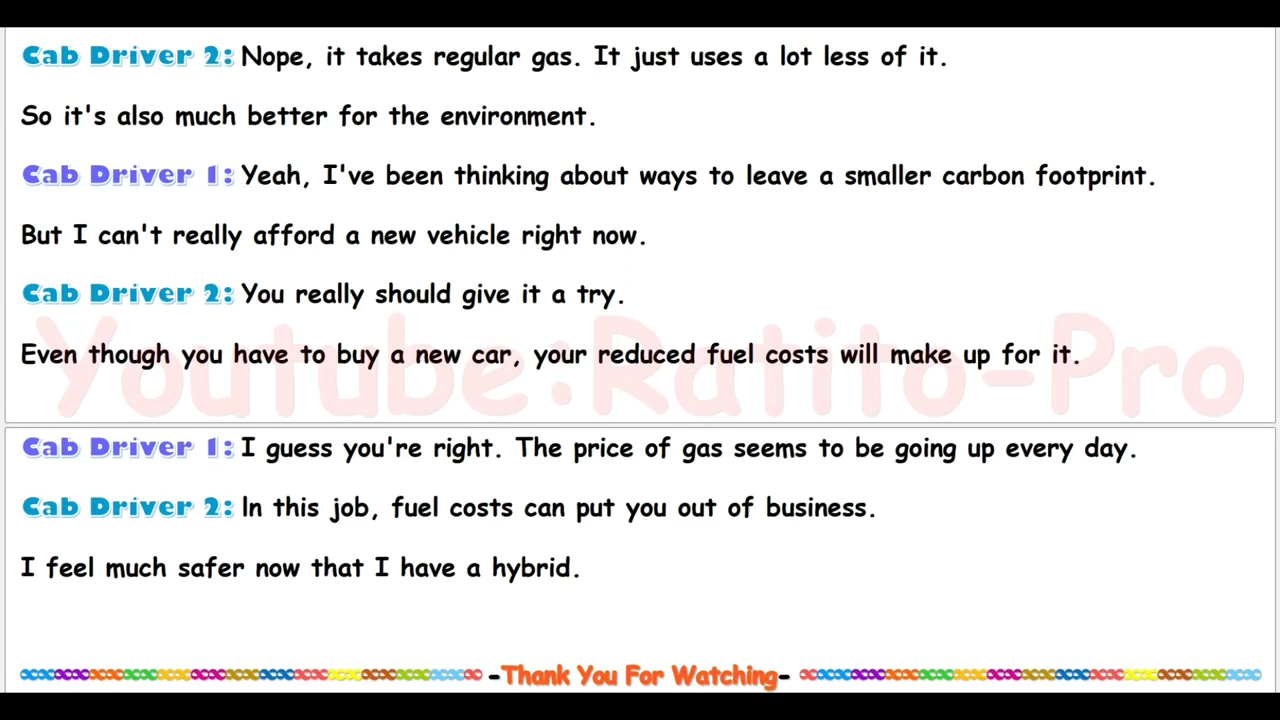 Cab Driver 2: Nope, it takes regular gas. It just uses a lot less of it.
So it's also much better for the environment.
Cab Driver 1: Yeah, I've been thinking about ways to leave a smaller carbon footprint.
But I can't really afford a new vehicle right now.
Cab Driver 2: You really should give it a try.
Even though you have to buy a new car, your reduced fuel costs will make up for it.
Youtube:Ratito-Pro
Cab Driver 1: I guess you're right. The price of gas seems to be going up every day.
Cab Driver 2: In this job, fuel costs can put you out of business.
I feel much safer now that I have a hybrid.
-Thank You For Watching-